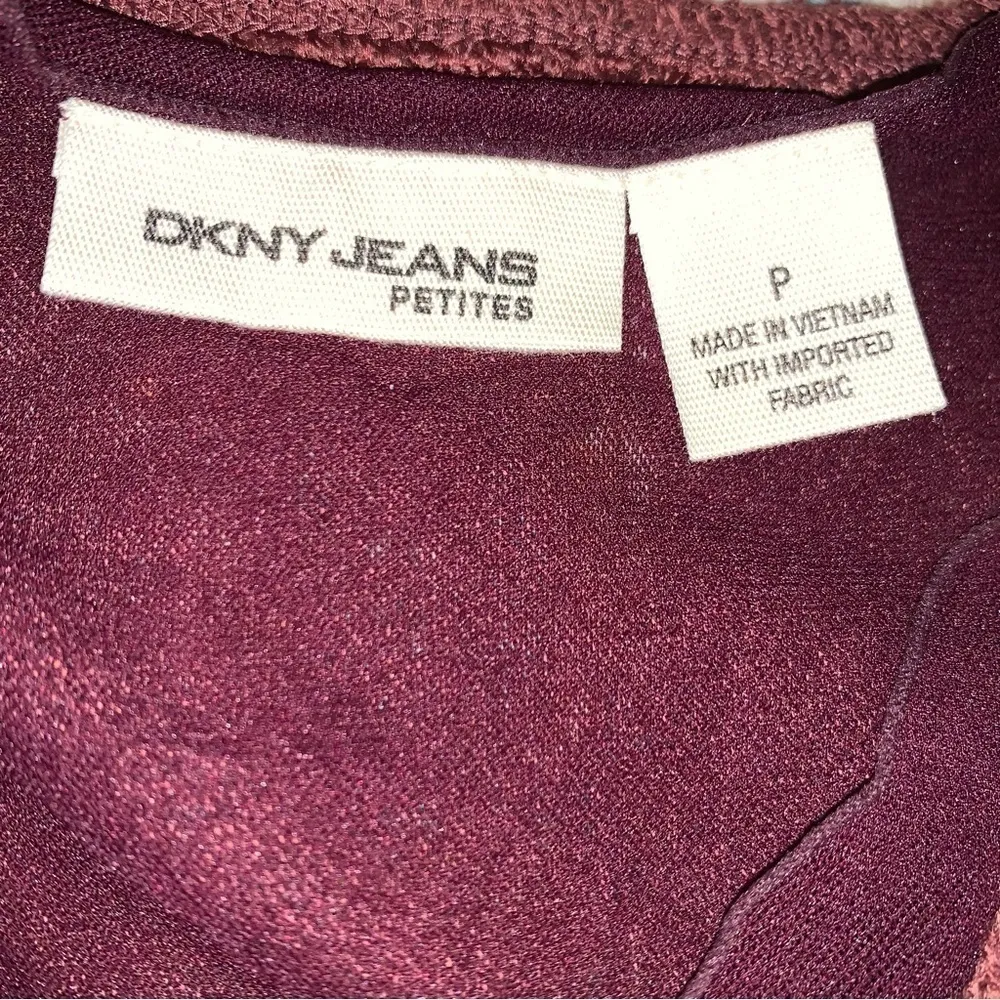 DKNY JEANS
PETITES
P
MADE IN VIETNAM
WITH IMPORTED
FABRIC